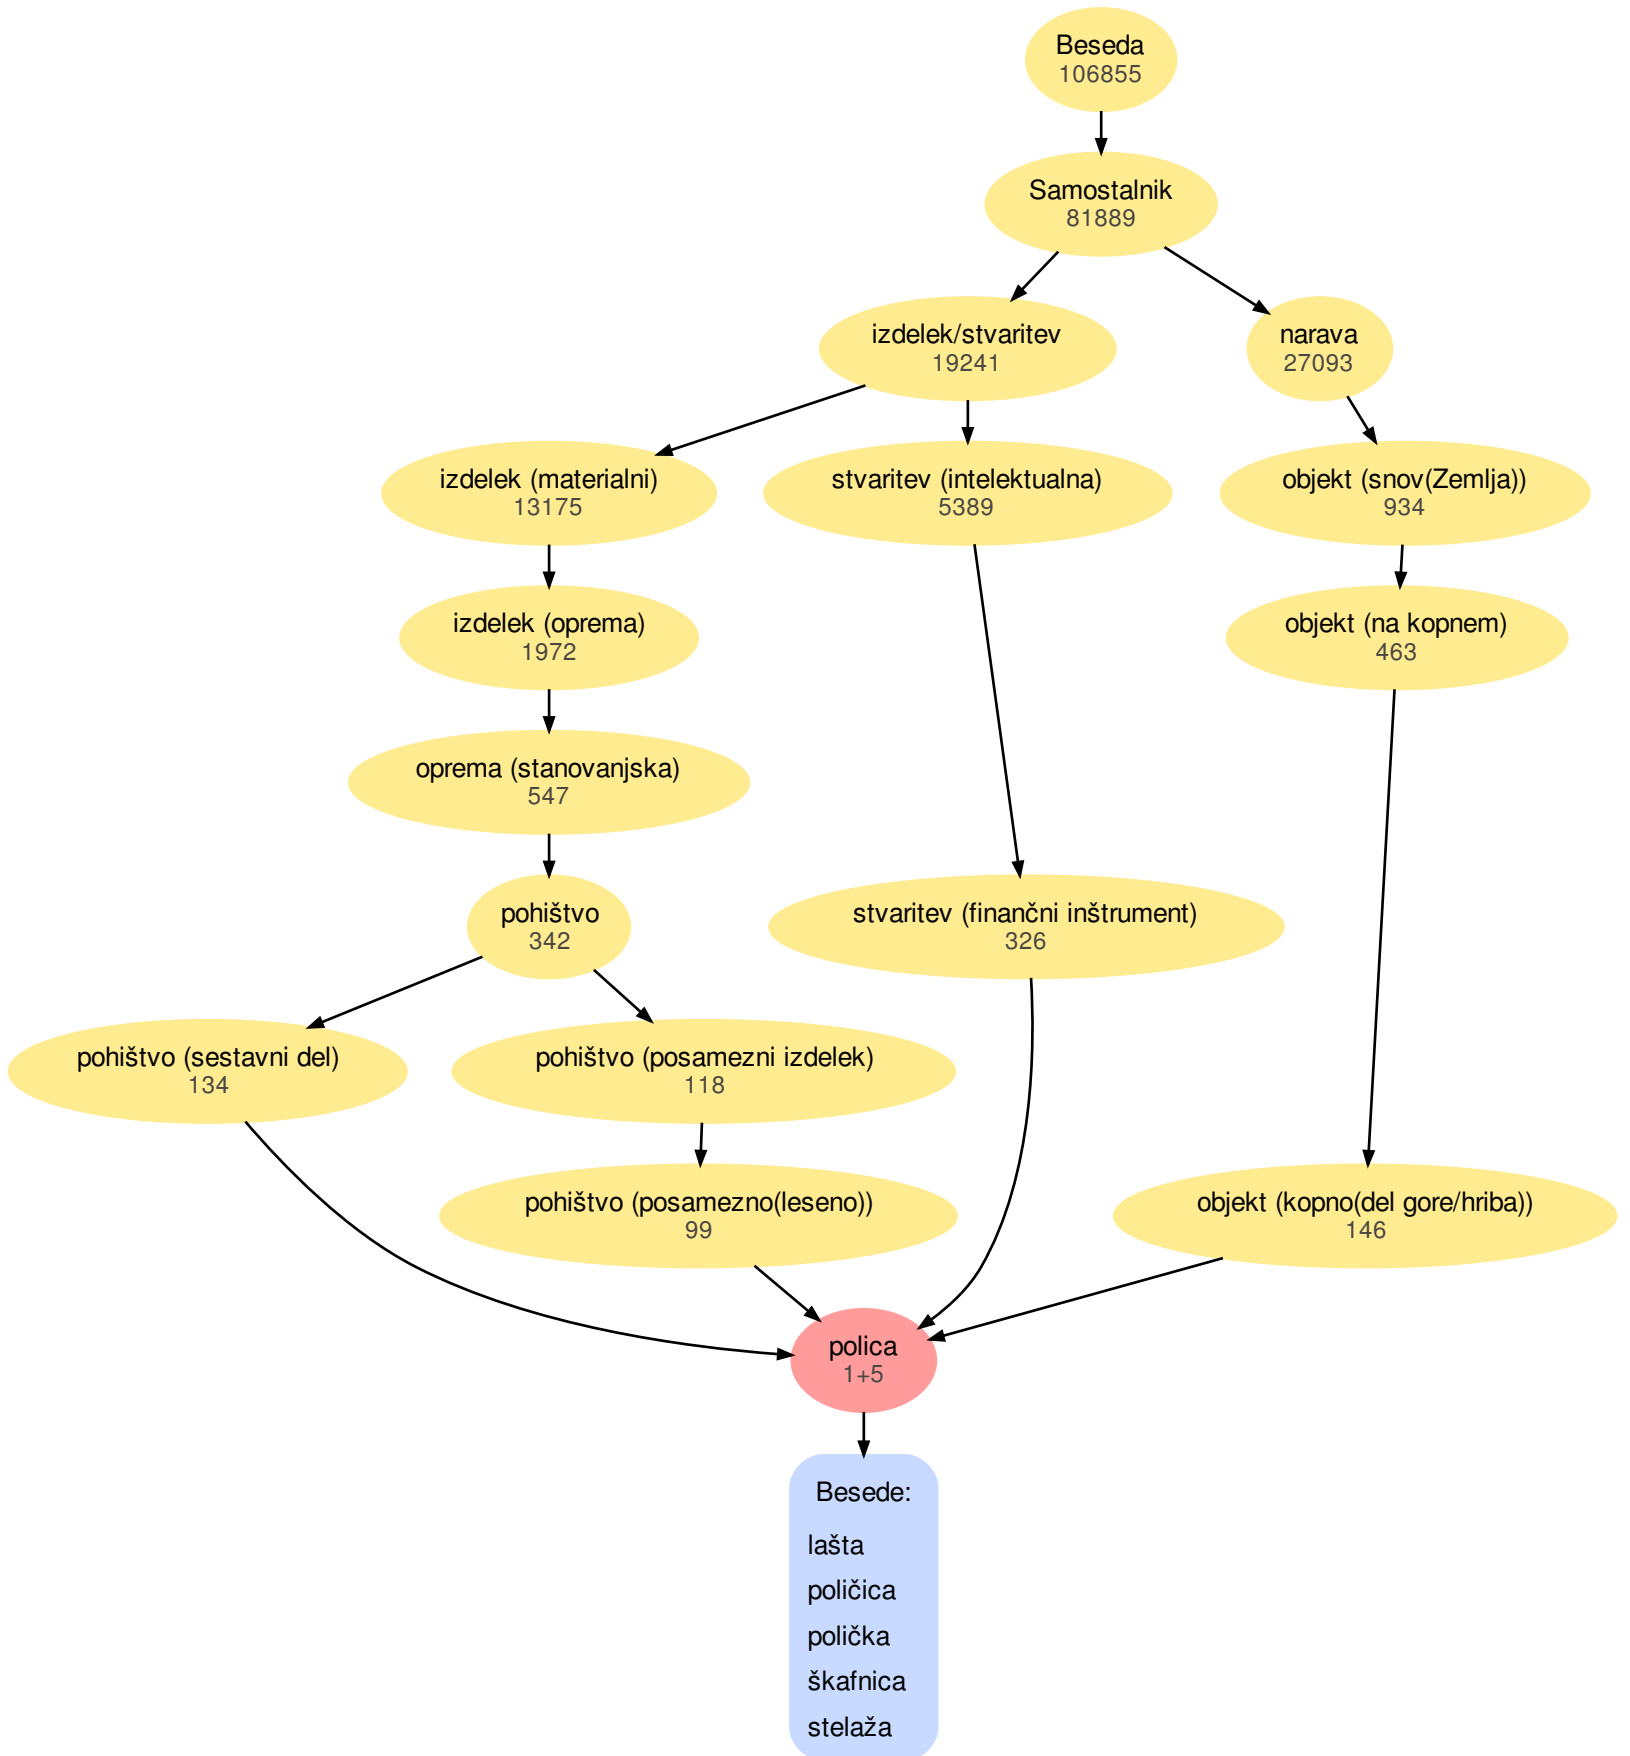 Beseda
106855
Samostalnik
81889
izdelek/stvaritev
19241
narava
27093
izdelek (materialni)
13175
stvaritev (intelektualna)
5389
objekt (snov(Zemlja))
934
izdelek (oprema)
1972
objekt (na kopnem)
463
oprema (stanovanjska)
547
pohištvo
342
stvaritev (finančni inštrument)
326
pohištvo (sestavni del)
134
pohištvo (posamezni izdelek)
118
pohištvo (posamezno(leseno))
99
objekt (kopno(del gore/hriba))
146
polica
1+5
Besede:
lašta
poličica
polička
škafnica
stelaža